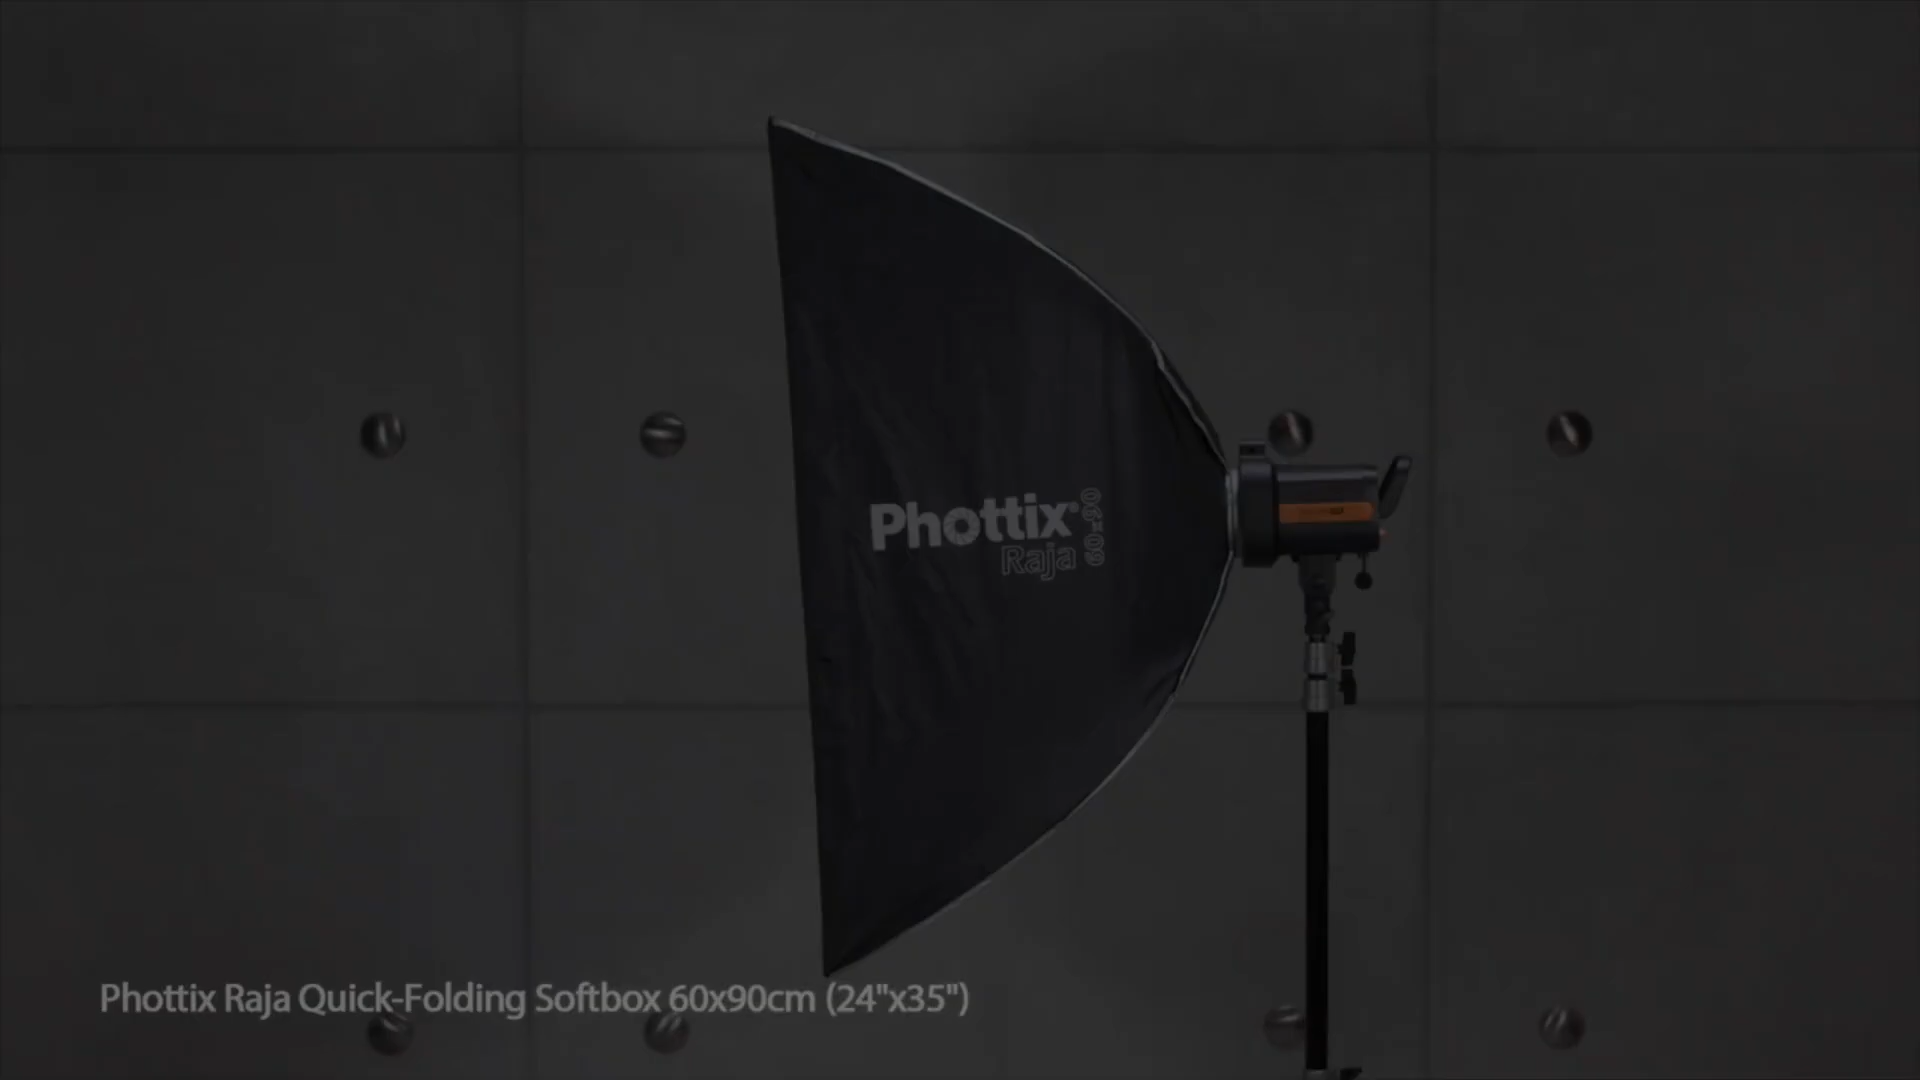 Phottix®
Raja
60x90
Phottix Raja Quick-Folding Softbox 60x90cm (24"x35")